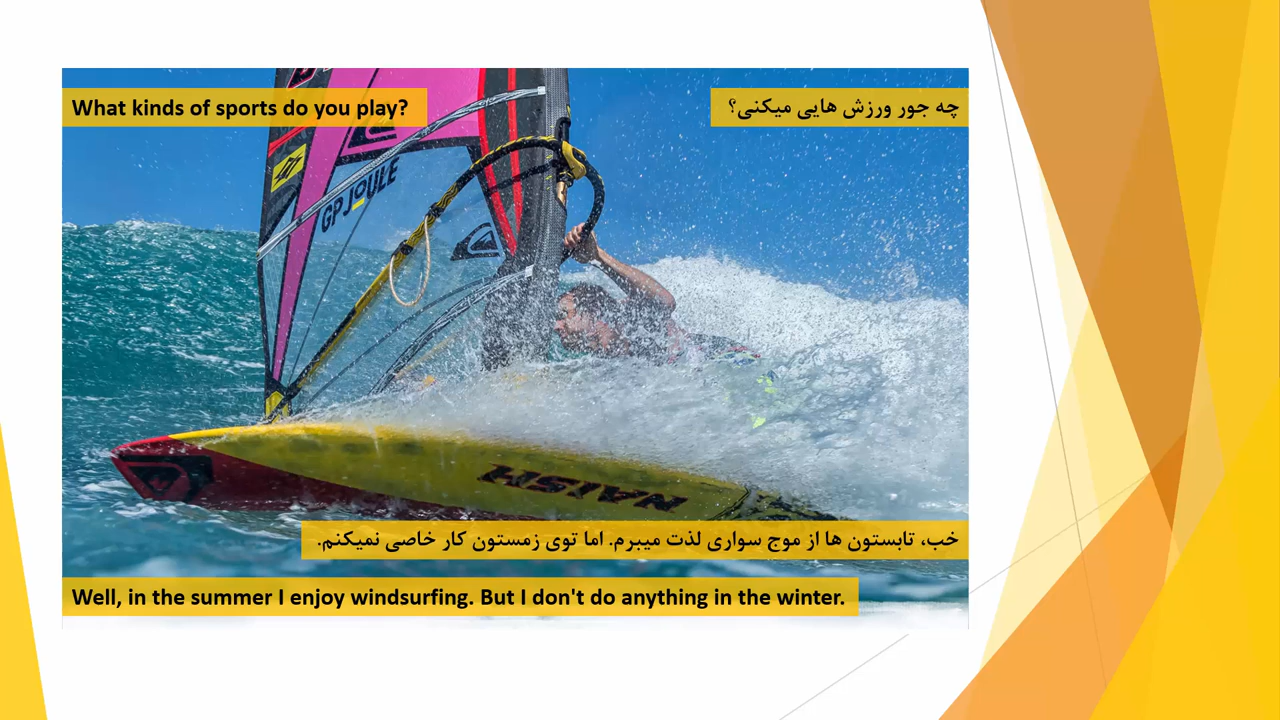 What kinds of sports do you play?
چه جور ورزش هایی میکنی؟
GP JOULE
NAISH
خب، تابستون ها از موج سواری لذت میبرم. اما توی زمستون کار خاصی نمیکنم.
Well, in the summer I enjoy windsurfing. But I don't do anything in the winter.